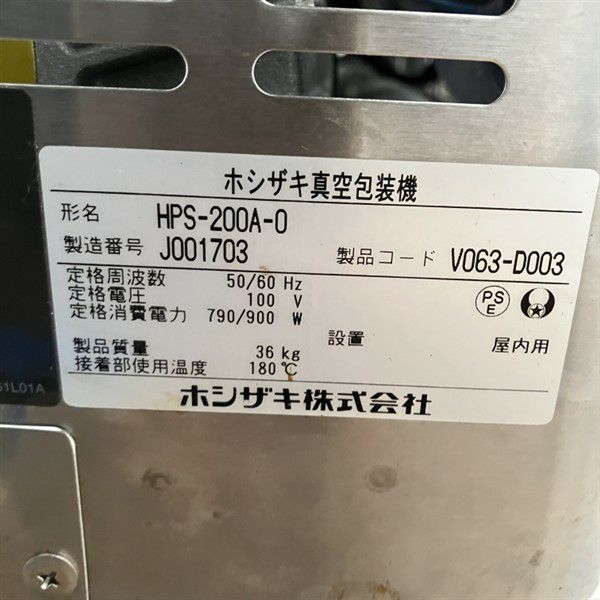 ホシザキ真空包装機
形名 HPS-200A-0
製造番号 J001703 製品コード V063-D003
定格周波数 50/60 Hz
定格電圧 100 V
定格消費電力 790/900 W
PS
E
設置 屋内用
製品質量 36 kg
接着部使用温度 180℃
ホシザキ株式会社
51L01A